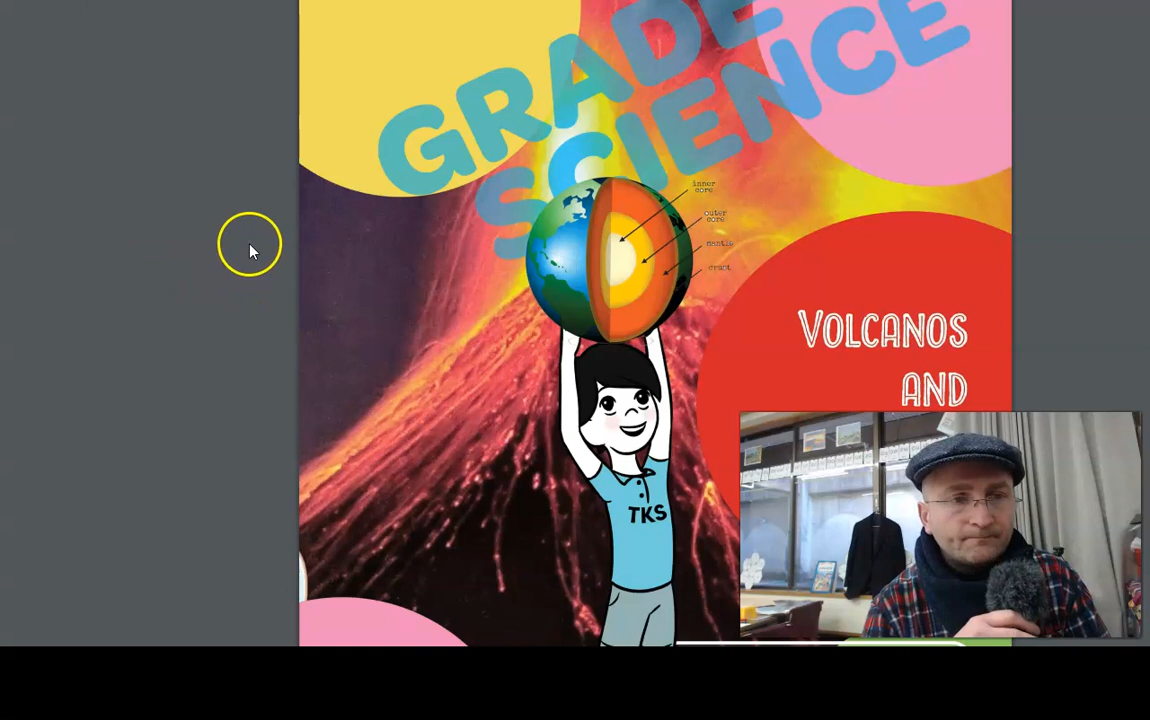 GRADE
SCIENCE
inner
core
outer
core
mantle
crust
VOLCANOS
AND
TKS